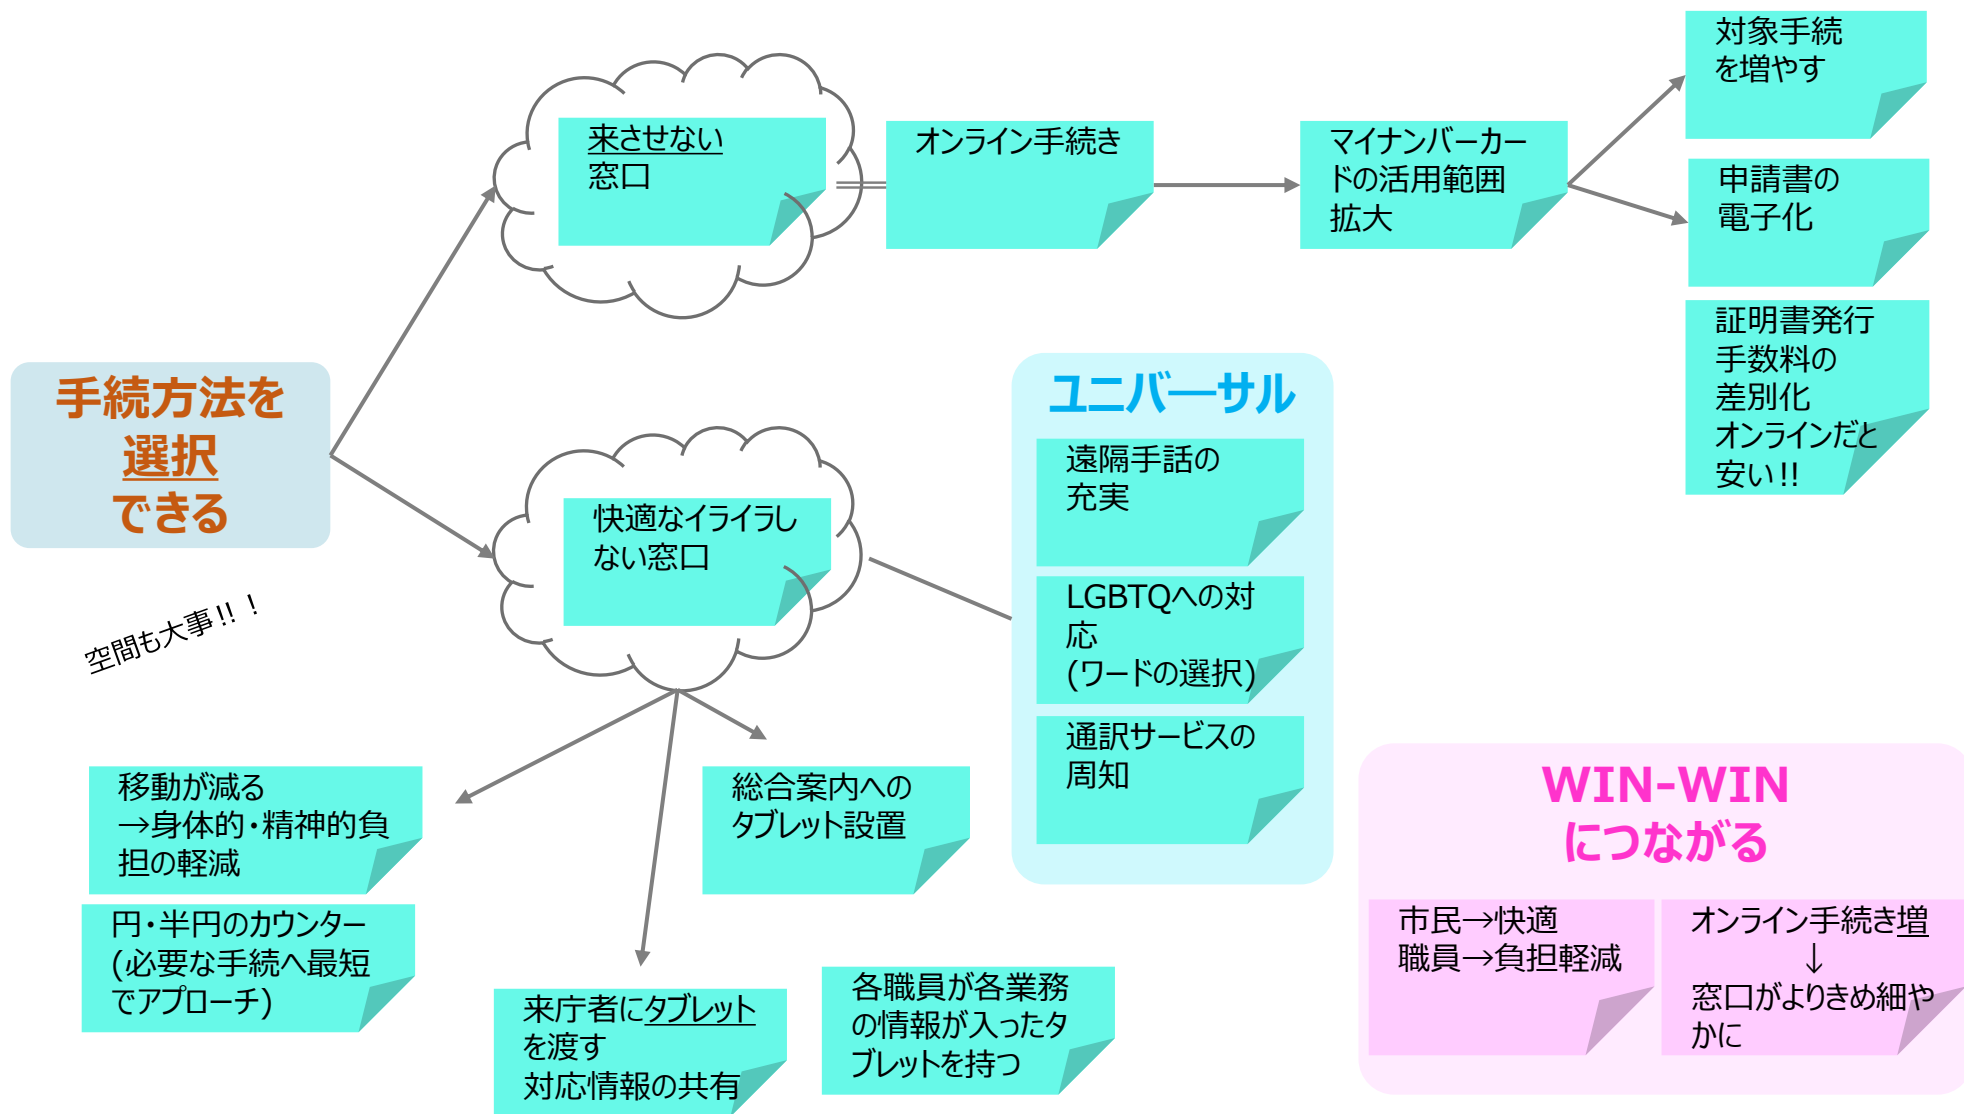 対象手続
を増やす
来させない
窓口
オンライン手続き
マイナンバーカー
ドの活用範囲
拡大
申請書の
電子化
証明書発行
手数料の
差別化
オンラインだと
安い!!
手続方法を
選択
できる
ユニバーサル
遠隔手話の
充実
快適なイライラし
ない窓口
LGBTQへの対
応
(ワードの選択)
空間も大事!!！
通訳サービスの
周知
移動が減る
→身体的・精神的負
担の軽減
総合案内への
タブレット設置
円・半円のカウンター
(必要な手続へ最短
でアプローチ)
来庁者にタブレット
を渡す
対応情報の共有
各職員が各業務
の情報が入ったタ
ブレットを持つ
WIN-WIN
につながる
市民→快適
職員→負担軽減
オンライン手続き増
↓
窓口がよりきめ細や
かに